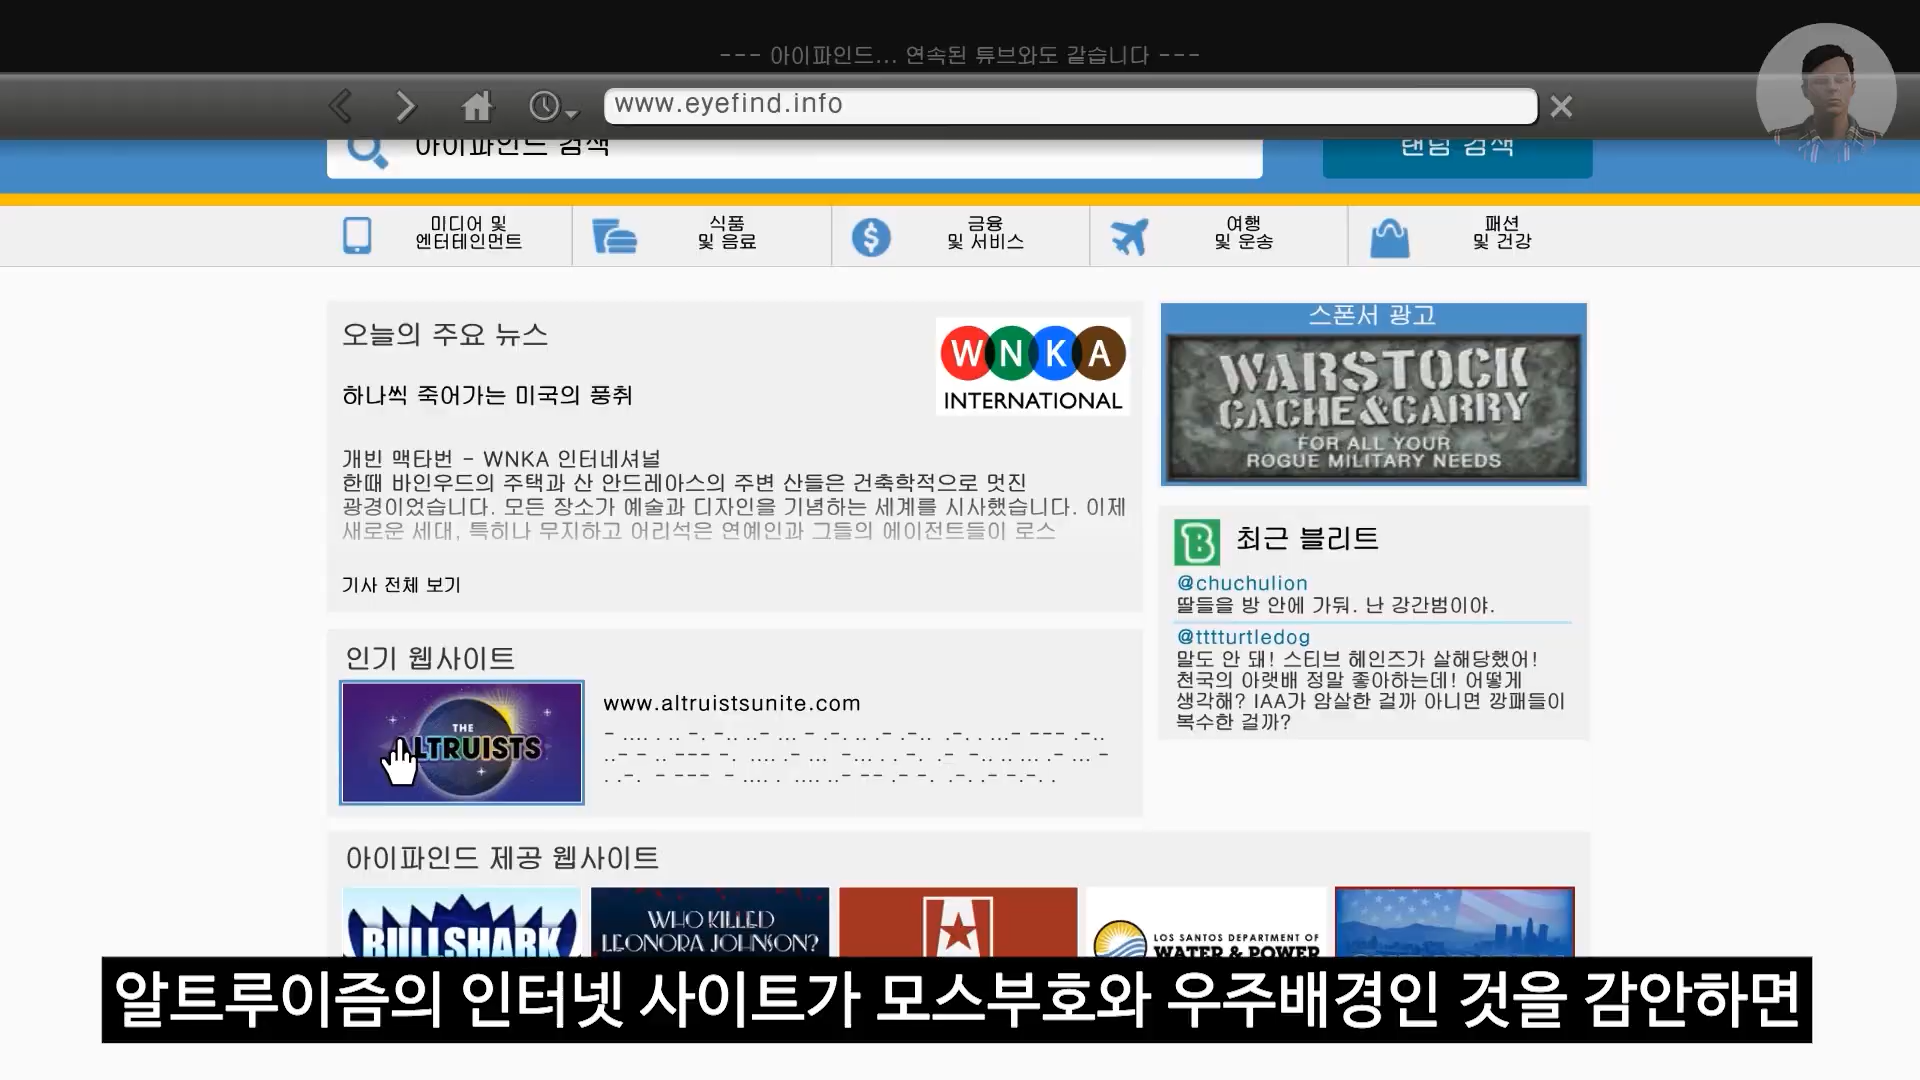 --- 아이파인드... 연속된 튜브와도 같습니다 ---
www.eyefind.info
아이파인드 검색
랜덤 검색
미디어 및
엔터테인먼트
식품
및 음료
금융
및 서비스
여행
및 운송
패션
및 건강
오늘의 주요 뉴스
WNKA
INTERNATIONAL
하나씩 죽어가는 미국의 풍취
개빈 맥타번 - WNKA 인터네셔널
한때 바인우드의 주택과 산 안드레아스의 주변 산들은 건축학적으로 멋진
광경이었습니다. 모든 장소가 예술과 디자인을 기념하는 세계를 시사했습니다. 이제
새로운 세대, 특히나 무지하고 어리석은 연예인과 그들의 에이전트들이 로스
기사 전체 보기
스폰서 광고
WARSTOCK
CACHE&CARRY
FOR ALL YOUR
ROGUE MILITARY NEEDS
최근 블리트
@chuchulion
딸들을 방 안에 가둬. 난 강간범이야.
@tttturtledog
말도 안 돼! 스티브 헤인즈가 살해당했어!
천국의 아랫배 정말 좋아하는데! 어떻게
생각해? IAA가 암살한 걸까 아니면 깡패들이
복수한 걸까?
인기 웹사이트
THE
ALTRUISTS
www.altruistsunite.com
아이파인드 제공 웹사이트
BULLSHARK
WHO KILLED
LEONORA JOHNSON?
LOS SANTOS DEPARTMENT OF
WATER & POWER
알트루이즘의 인터넷 사이트가 모스부호와 우주배경인 것을 감안하면